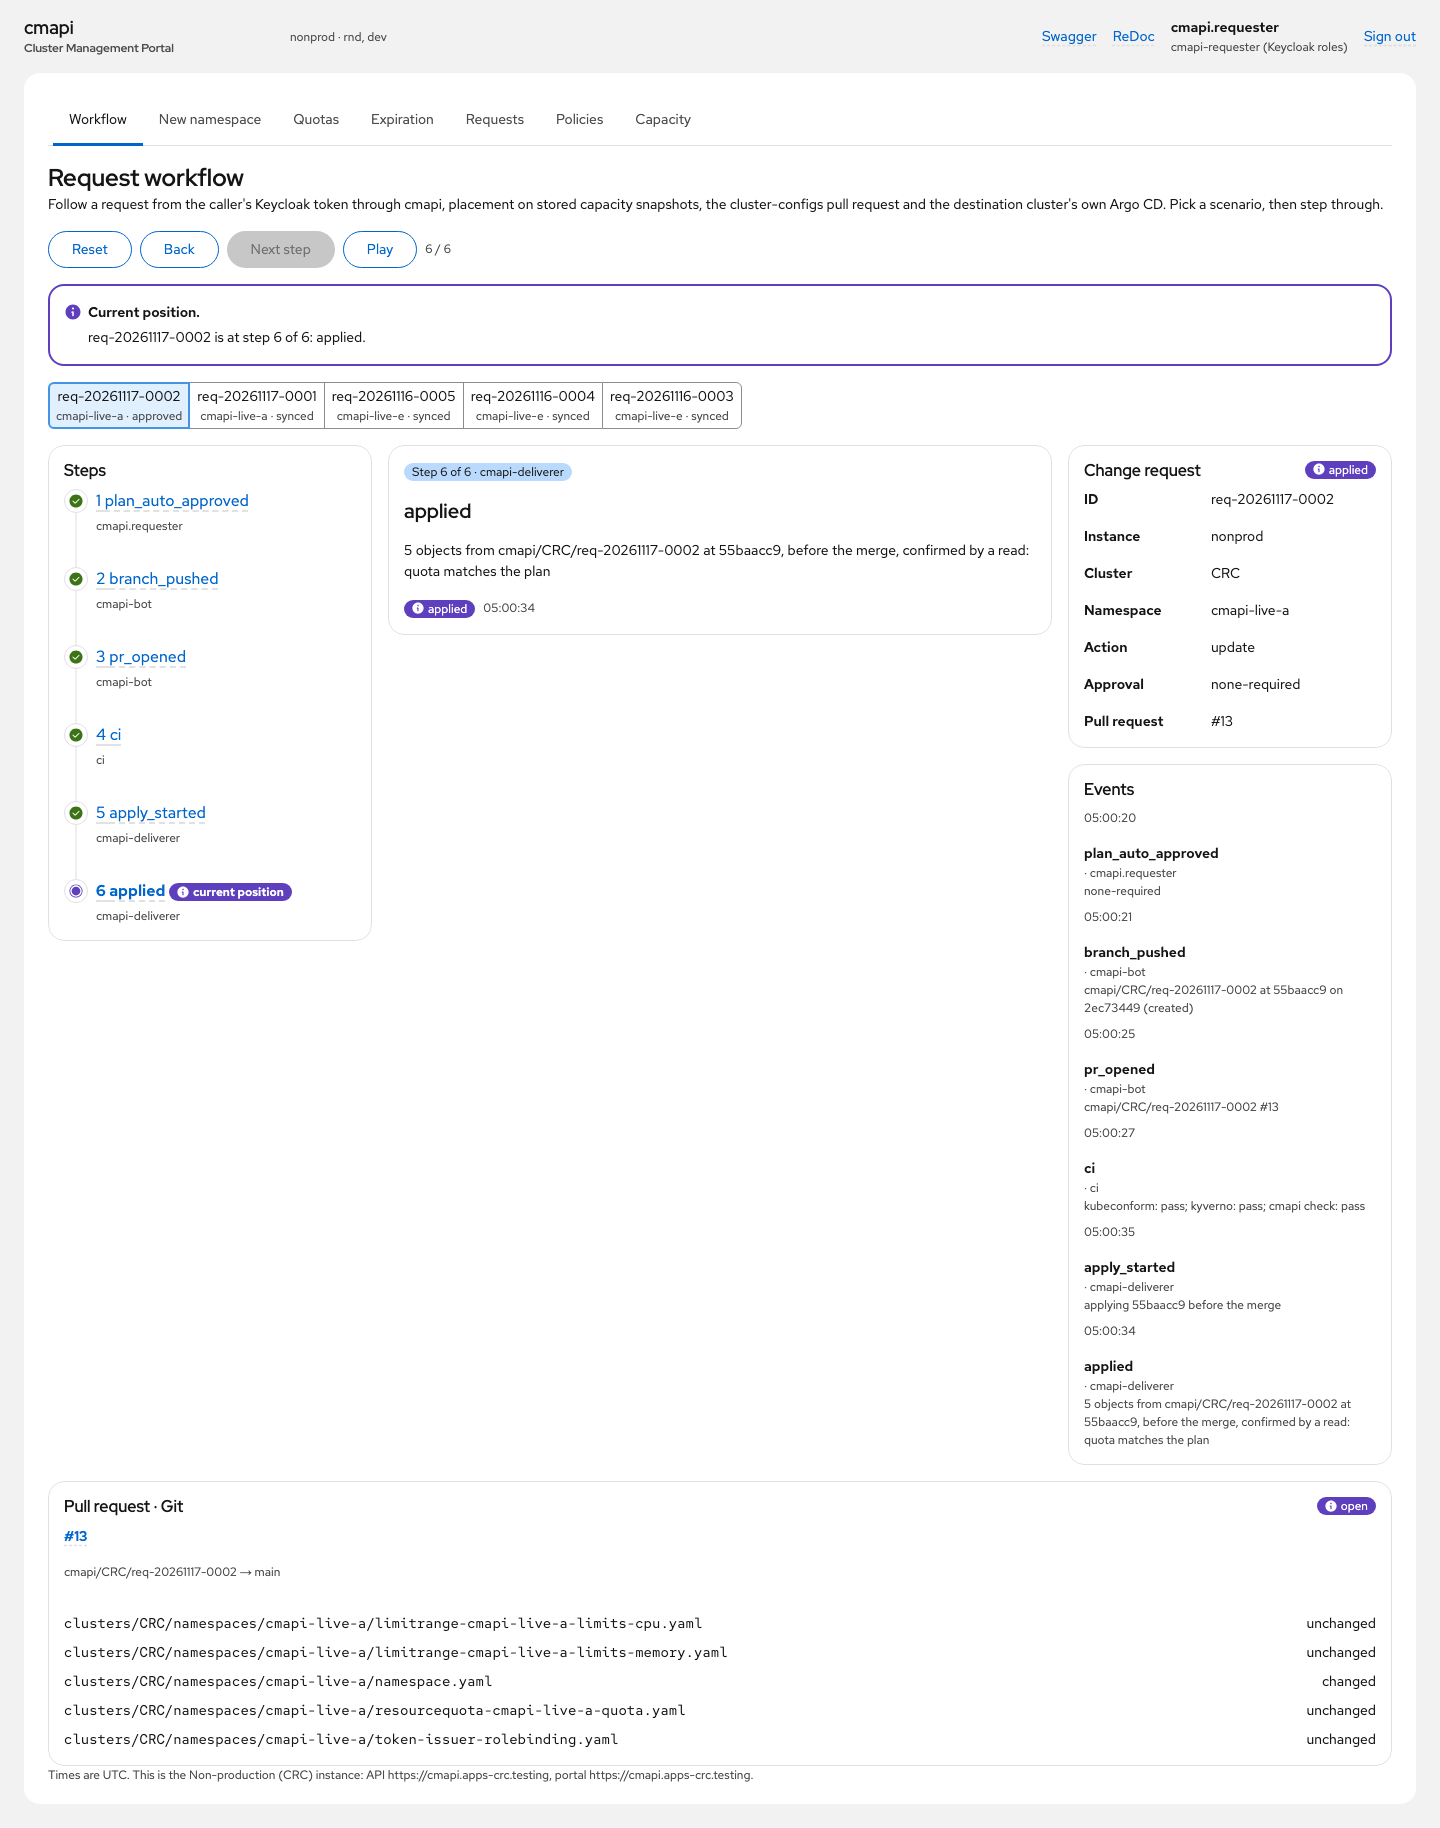 cmapi
Cluster Management Portal
nonprod · rnd, dev
Swagger
ReDoc
cmapi.requester
cmapi-requester (Keycloak roles)
Sign out
Workflow
New namespace
Quotas
Expiration
Requests
Policies
Capacity
Request workflow
Follow a request from the caller's Keycloak token through cmapi, placement on stored capacity snapshots, the cluster-configs pull request and the destination cluster's own Argo CD. Pick a scenario, then step through.
Reset
Back
Next step
Play
6 / 6
Current position.
req-20261117-0002 is at step 6 of 6: applied.
req-20261117-0002
cmapi-live-a · approved
req-20261117-0001
cmapi-live-a · synced
req-20261116-0005
cmapi-live-e · synced
req-20261116-0004
cmapi-live-e · synced
req-20261116-0003
cmapi-live-e · synced
Steps
1 plan_auto_approved
cmapi.requester
2 branch_pushed
cmapi-bot
3 pr_opened
cmapi-bot
4 ci
ci
5 apply_started
cmapi-deliverer
6 applied current position
cmapi-deliverer
Step 6 of 6 · cmapi-deliverer
applied
5 objects from cmapi/CRC/req-20261117-0002 at 55baacc9, before the merge, confirmed by a read:
quota matches the plan
applied 05:00:34
Change request applied
ID req-20261117-0002
Instance nonprod
Cluster CRC
Namespace cmapi-live-a
Action update
Approval none-required
Pull request #13
Events
05:00:20
plan_auto_approved
· cmapi.requester
none-required
05:00:21
branch_pushed
· cmapi-bot
cmapi/CRC/req-20261117-0002 at 55baacc9 on
2ec73449 (created)
05:00:25
pr_opened
· cmapi-bot
cmapi/CRC/req-20261117-0002 #13
05:00:27
ci
· ci
kubeconform: pass; kyverno: pass; cmapi check: pass
05:00:35
apply_started
· cmapi-deliverer
applying 55baacc9 before the merge
05:00:34
applied
· cmapi-deliverer
5 objects from cmapi/CRC/req-20261117-0002 at
55baacc9, before the merge, confirmed by a read:
quota matches the plan
Pull request · Git open
#13
cmapi/CRC/req-20261117-0002 → main
clusters/CRC/namespaces/cmapi-live-a/limitrange-cmapi-live-a-limits-cpu.yaml unchanged
clusters/CRC/namespaces/cmapi-live-a/limitrange-cmapi-live-a-limits-memory.yaml unchanged
clusters/CRC/namespaces/cmapi-live-a/namespace.yaml changed
clusters/CRC/namespaces/cmapi-live-a/resourcequota-cmapi-live-a-quota.yaml unchanged
clusters/CRC/namespaces/cmapi-live-a/token-issuer-rolebinding.yaml unchanged
Times are UTC. This is the Non-production (CRC) instance: API https://cmapi.apps-crc.testing, portal https://cmapi.apps-crc.testing.